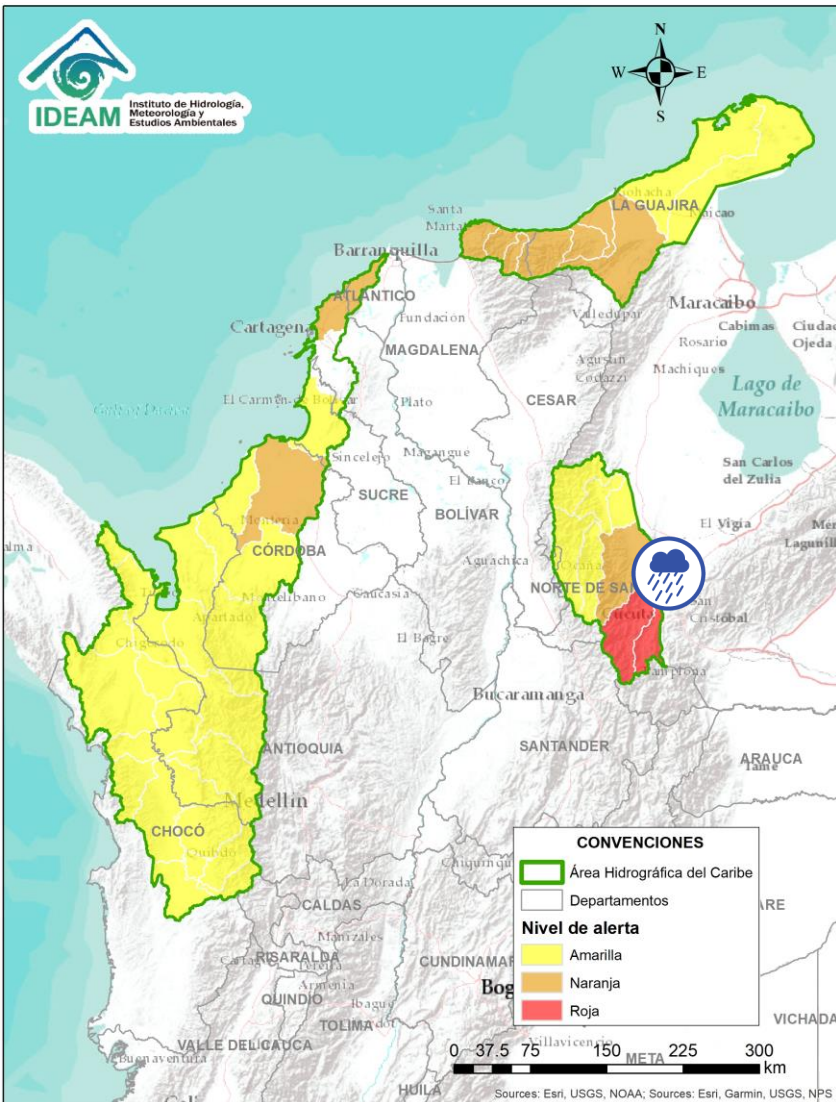 IDEAM
Instituto de Hidrología,
Meteorología y
Estudios Ambientales
N
W
E
S
LA GUAJIRA
Santa
Marta
Barranquilla
ATLÁNTICO
Maracaibo
Cartagena
Fundación
Valledupar
Cabimas
Ciudad
Ojeda
Rosario
MAGDALENA
Machiques
Agustín
Codazzi
Lago de
Maracaibo
El Carmen de Bolívar
Plato
CESAR
Sincelejo
Magangué
San Carlos
del Zulia
SUCRE
El Banco
BOLÍVAR
El Vigía
Montería
CÓRDOBA
Aguachica
Ocaña
NORTE DE SAN
Montelíbano
Caucasia
Cúcuta
San
Cristóbal
Apartadó
Chigorodó
El Bagre
Pamplona
Bucaramanga
ANTIOQUIA
SANTANDER
ARAUCA
Tame
Medellín
CHOCÓ
Quibdó
La Dorada
CALDAS
Manizales
RISARALDA
Pereira
CUNDINAMAR
Armenia
QUINDÍO
Ibagué
TOLIMA
Bog
VICHADA
VALLE DEL CAUCA
Buenaventura
Villavicencio
META
HUILA
CONVENCIONES
Área Hidrográfica del Caribe
Departamentos
Nivel de alerta
Amarilla
Naranja
Roja
0 37.5 75 150 225 300
km
Sources: Esri, USGS, NOAA; Sources: Esri, Garmin, USGS, NPS